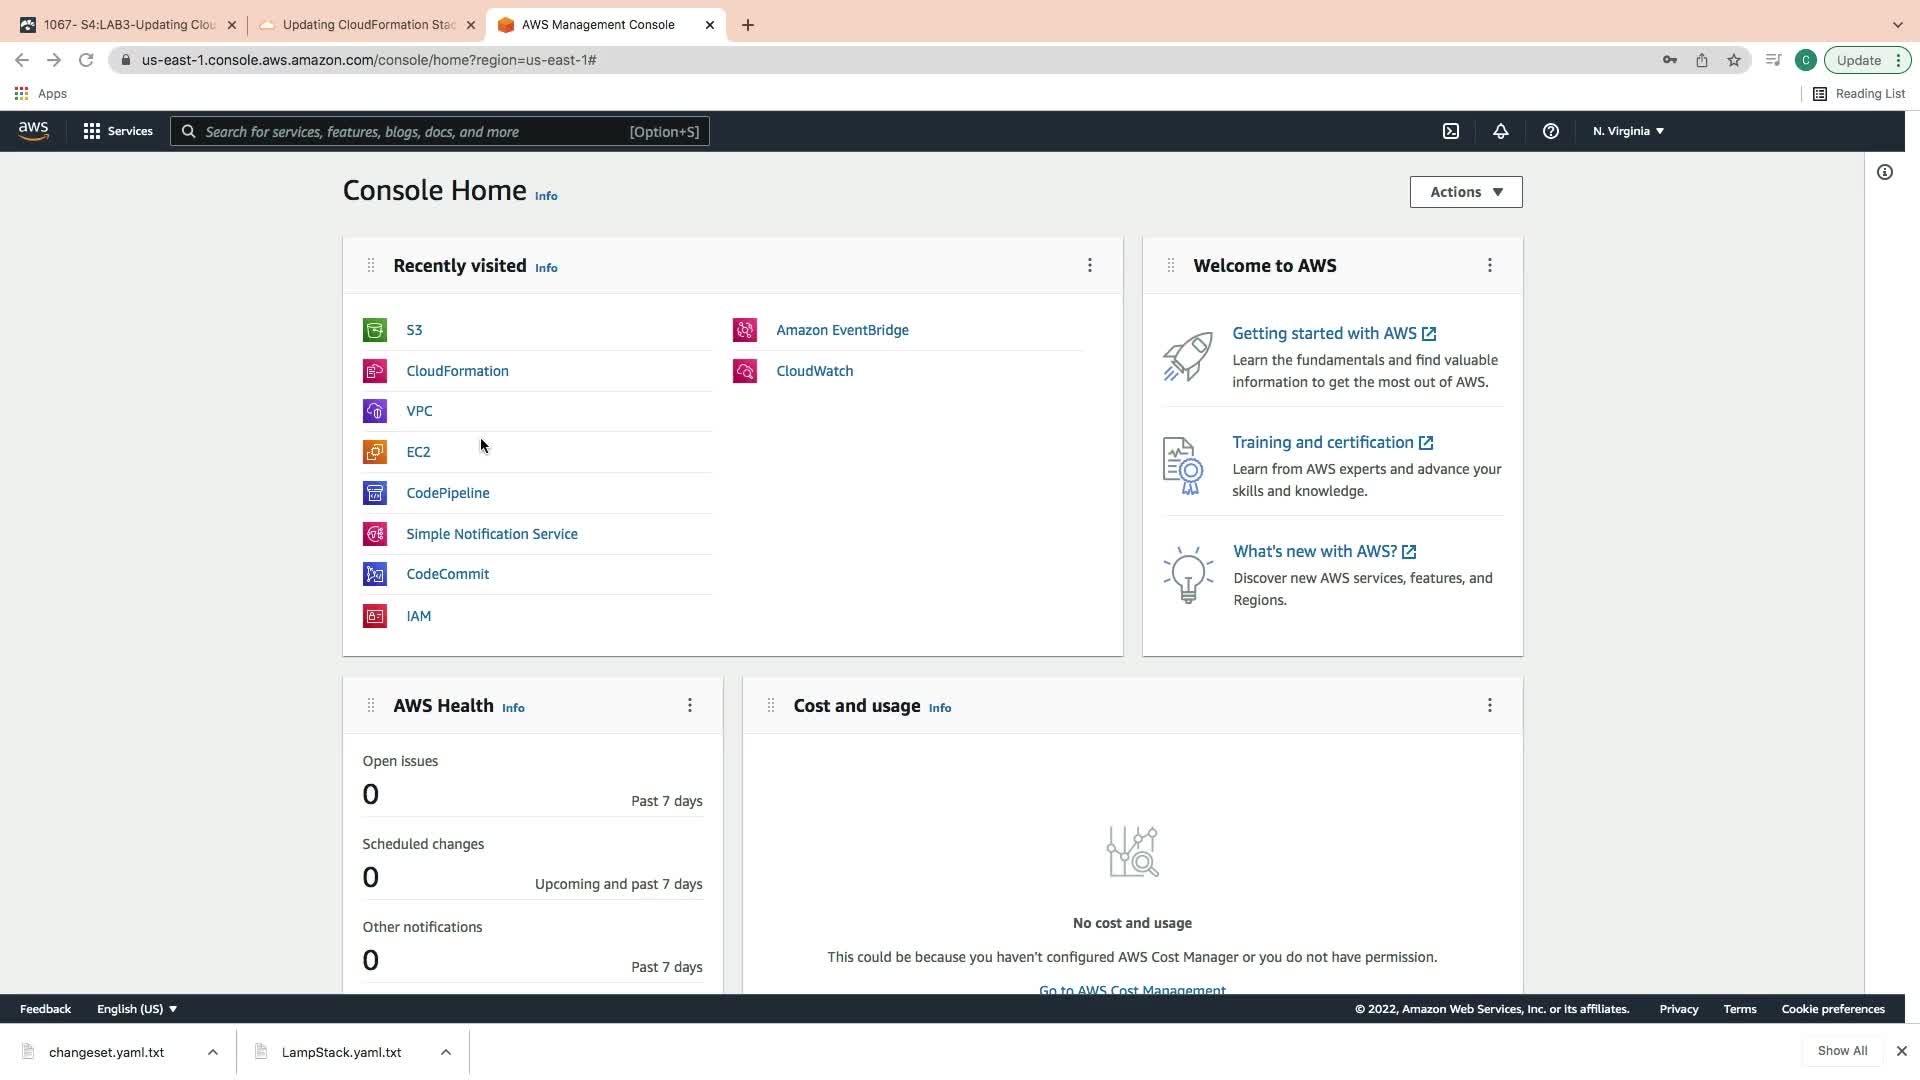 1067- S4:LAB3-Updating Clou
Updating CloudFormation Stac
AWS Management Console
us-east-1.console.aws.amazon.com/console/home?region=us-east-1#
C
Update
Apps
Reading List
aws
Services
Search for services, features, blogs, docs, and more
[Option+S]
N. Virginia
Console Home Info
Actions
Recently visited Info
S3
CloudFormation
VPC
EC2
CodePipeline
Simple Notification Service
CodeCommit
IAM
Amazon EventBridge
CloudWatch
Welcome to AWS
Getting started with AWS
Learn the fundamentals and find valuable
information to get the most out of AWS.
Training and certification
Learn from AWS experts and advance your
skills and knowledge.
What's new with AWS?
Discover new AWS services, features, and
Regions.
AWS Health Info
Open issues
0
Past 7 days
Scheduled changes
0
Upcoming and past 7 days
Other notifications
0
Past 7 days
Cost and usage Info
No cost and usage
This could be because you haven't configured AWS Cost Manager or you do not have permission.
Go to AWS Cost Management
Feedback
English (US)
© 2022, Amazon Web Services, Inc. or its affiliates.
Privacy
Terms
Cookie preferences
changeset.yaml.txt
LampStack.yaml.txt
Show All